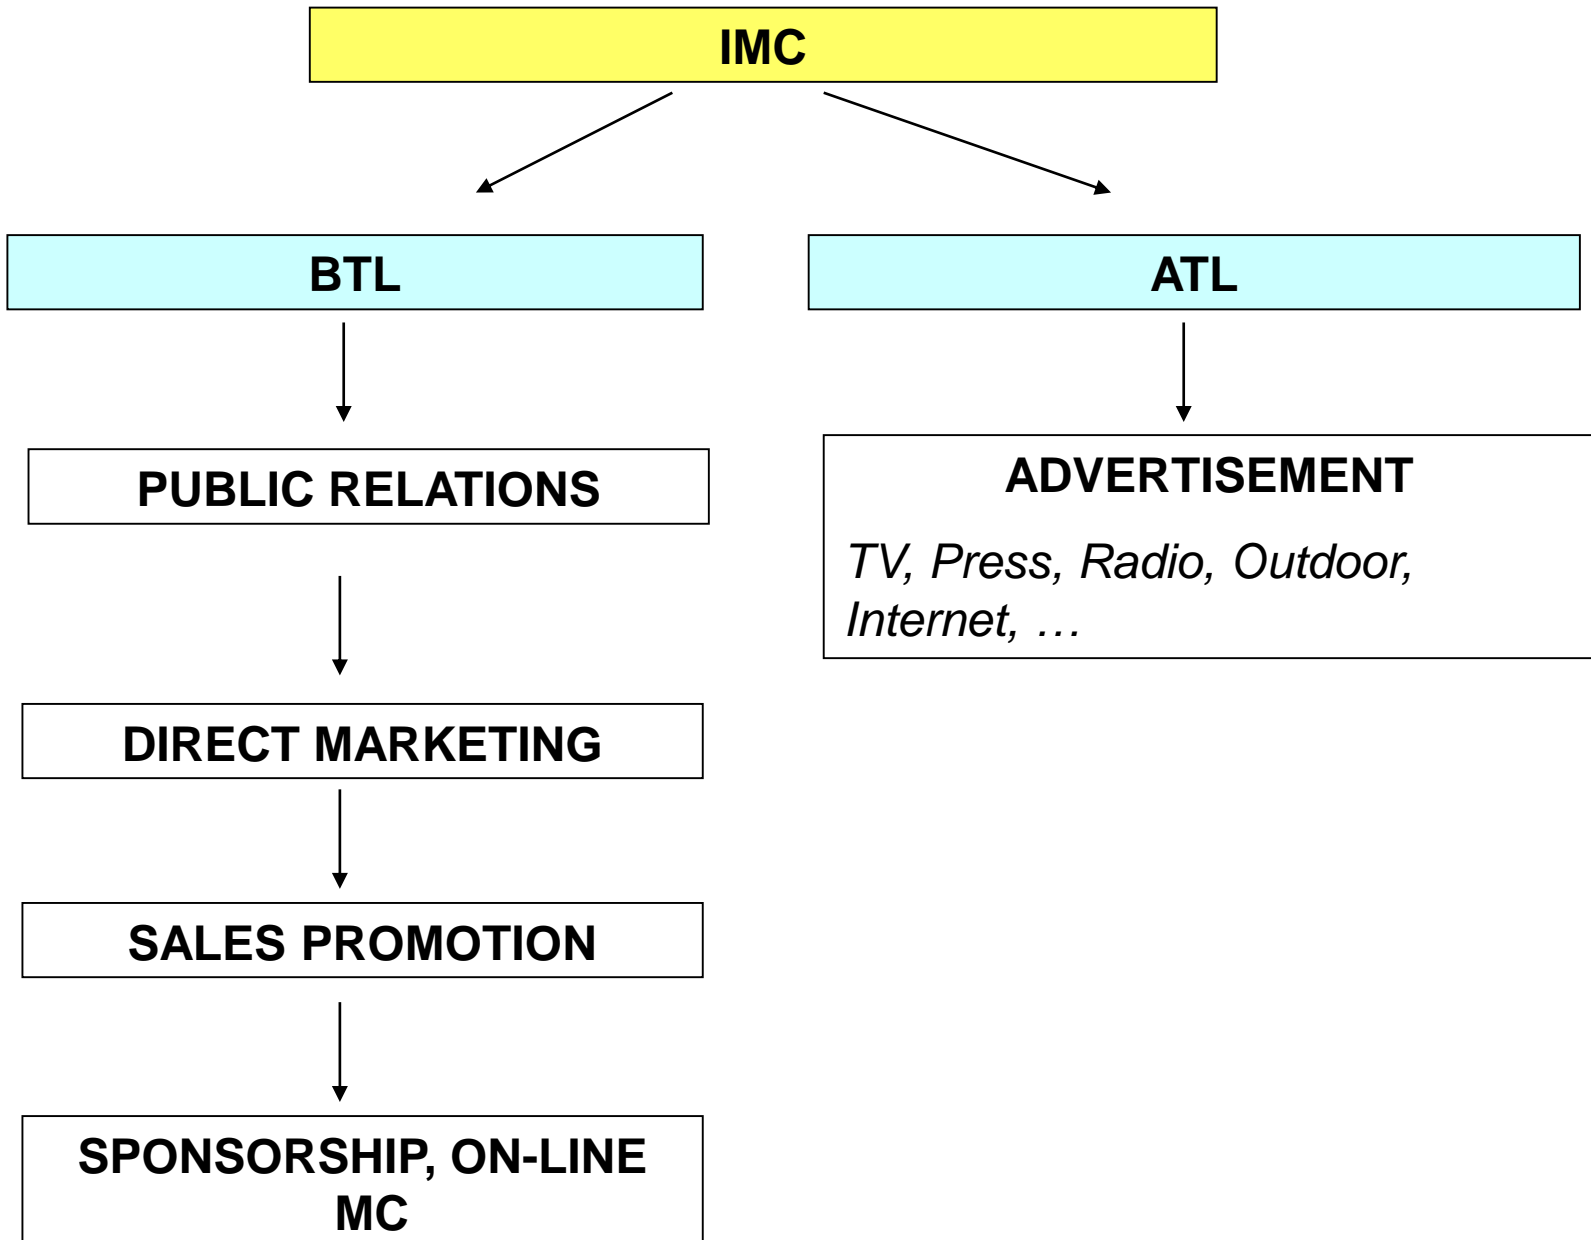 IMC
BTL
ATL
PUBLIC RELATIONS
ADVERTISEMENT
TV, Press, Radio, Outdoor,
Internet, …
DIRECT MARKETING
SALES PROMOTION
SPONSORSHIP, ON-LINE
MC